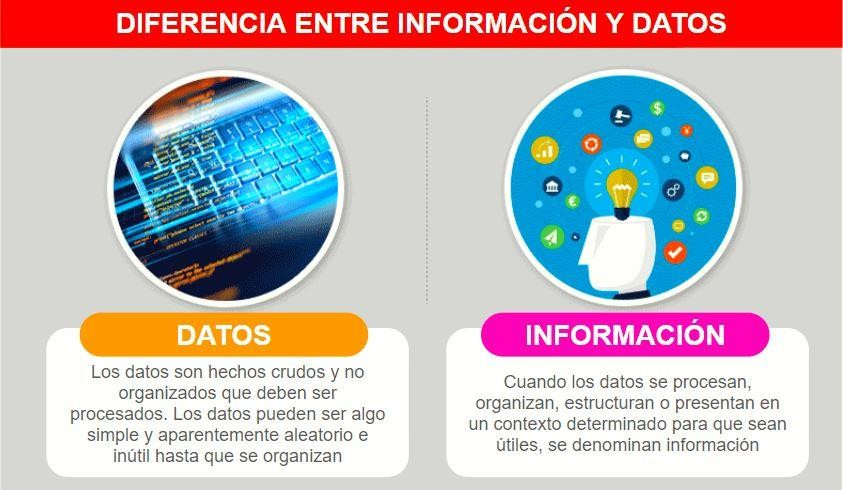 DIFERENCIA ENTRE INFORMACIÓN Y DATOS
DATOS
Los datos son hechos crudos y no
organizados que deben ser
procesados. Los datos pueden ser algo
simple y aparentemente aleatorio e
inútil hasta que se organizan
INFORMACIÓN
Cuando los datos se procesan,
organizan, estructuran o presentan en
un contexto determinado para que sean
útiles, se denominan información